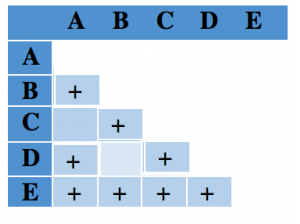 A B C D E
A
B +
C +
D + +
E + + + +